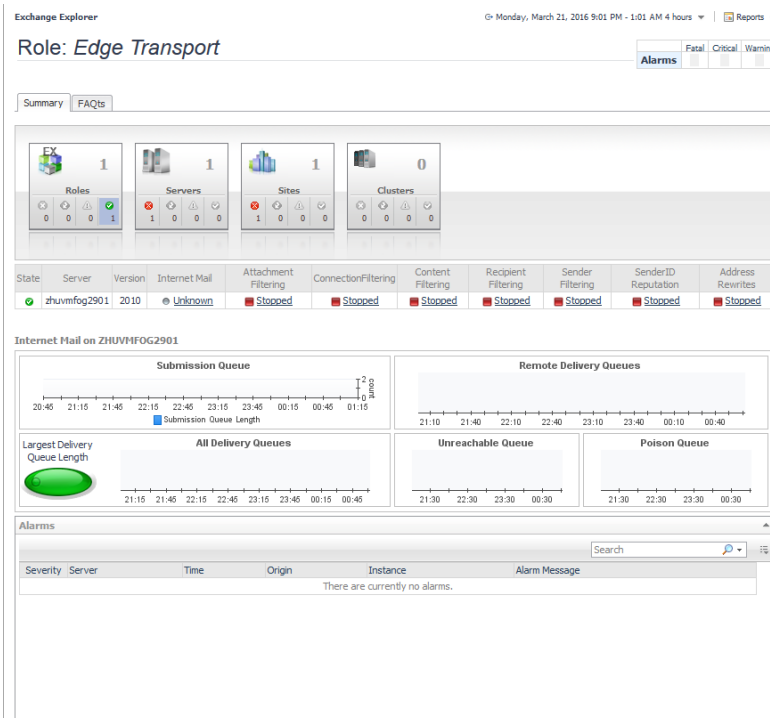 Exchange Explorer
Monday, March 21, 2016 9:01 PM - 1:01 AM 4 hours
Reports
Role: Edge Transport
Alarms Fatal Critical Warnin
Summary FAQts
EX 1 1 1 0
Roles Servers Sites Clusters
0 0 0 1 1 0 0 0 1 0 0 0 0 0 0 0
State Server Version Internet Mail Attachment Filtering ConnectionFiltering Content Filtering Recipient Filtering Sender Filtering SenderID Reputation Address Rewrites
zhuvmfog2901 2010 Unknown Stopped Stopped Stopped Stopped Stopped Stopped Stopped
Internet Mail on ZHUVMFOG2901
Submission Queue
2
0
count
20:45 21:15 21:45 22:15 22:45 23:15 23:45 00:15 00:45 01:15
Submission Queue Length
Remote Delivery Queues
21:10 21:40 22:10 22:40 23:10 23:40 00:10 00:40
Largest Delivery
Queue Length
All Delivery Queues
21:15 21:45 22:15 22:45 23:15 23:45 00:15 00:45
Unreachable Queue
21:30 22:30 23:30 00:30
Poison Queue
21:30 22:30 23:30 00:30
Alarms
Search
Severity Server Time Origin Instance Alarm Message
There are currently no alarms.